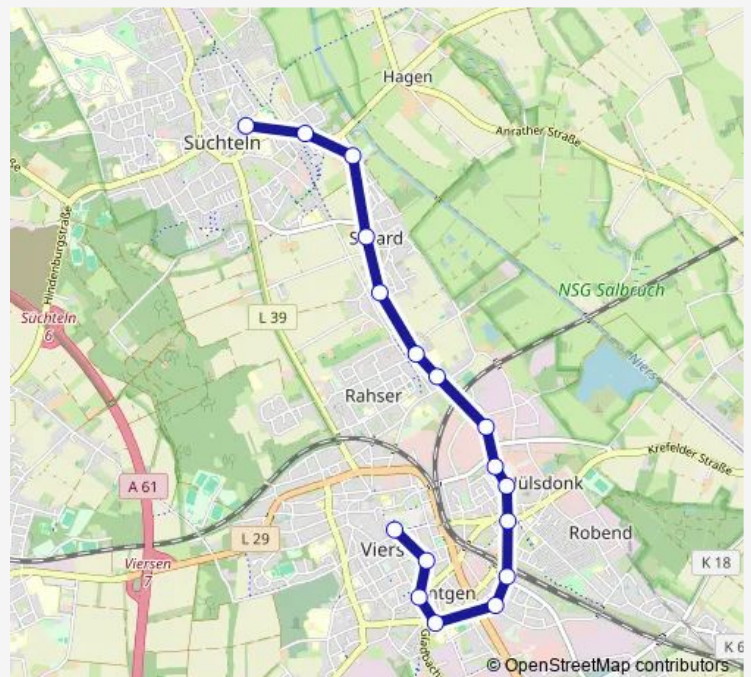 Hagen
Anrather Straße
Süchteln
Hindenburgstraße
NSG Salbruch
Süchteln
6
L 39
Niers
Rahser
Krefelder Straße
A 61
L 29
Robend
Viersen
7
K 18
© OpenStreetMap contributors